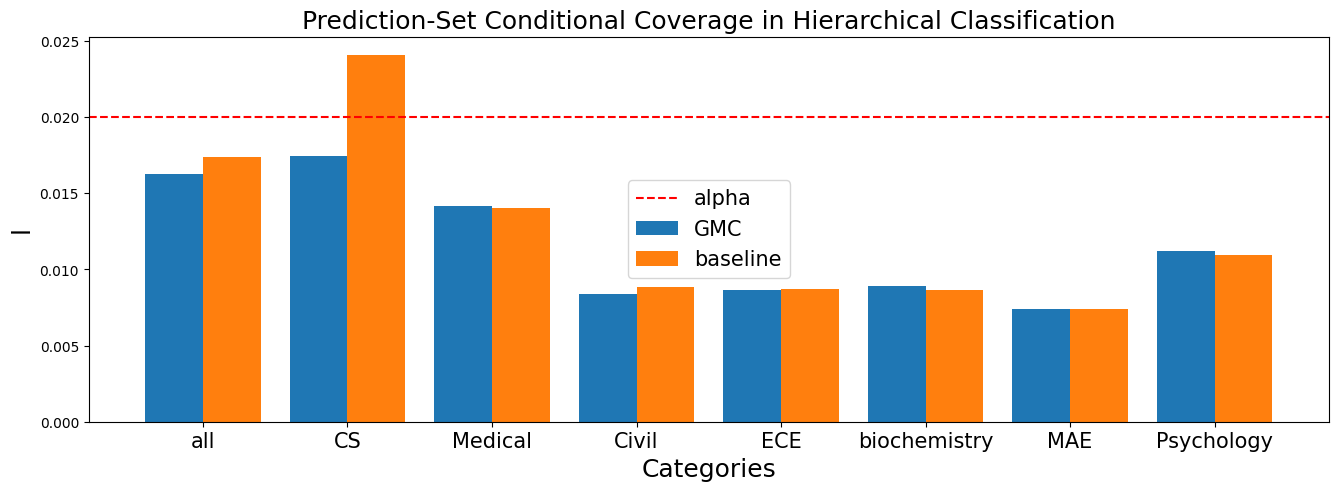 Prediction-Set Conditional Coverage in Hierarchical Classification
0.025
0.020
0.015
0.010
0.005
0.000
l
alpha
GMC
baseline
all
CS
Medical
Civil
ECE
biochemistry
MAE
Psychology
Categories